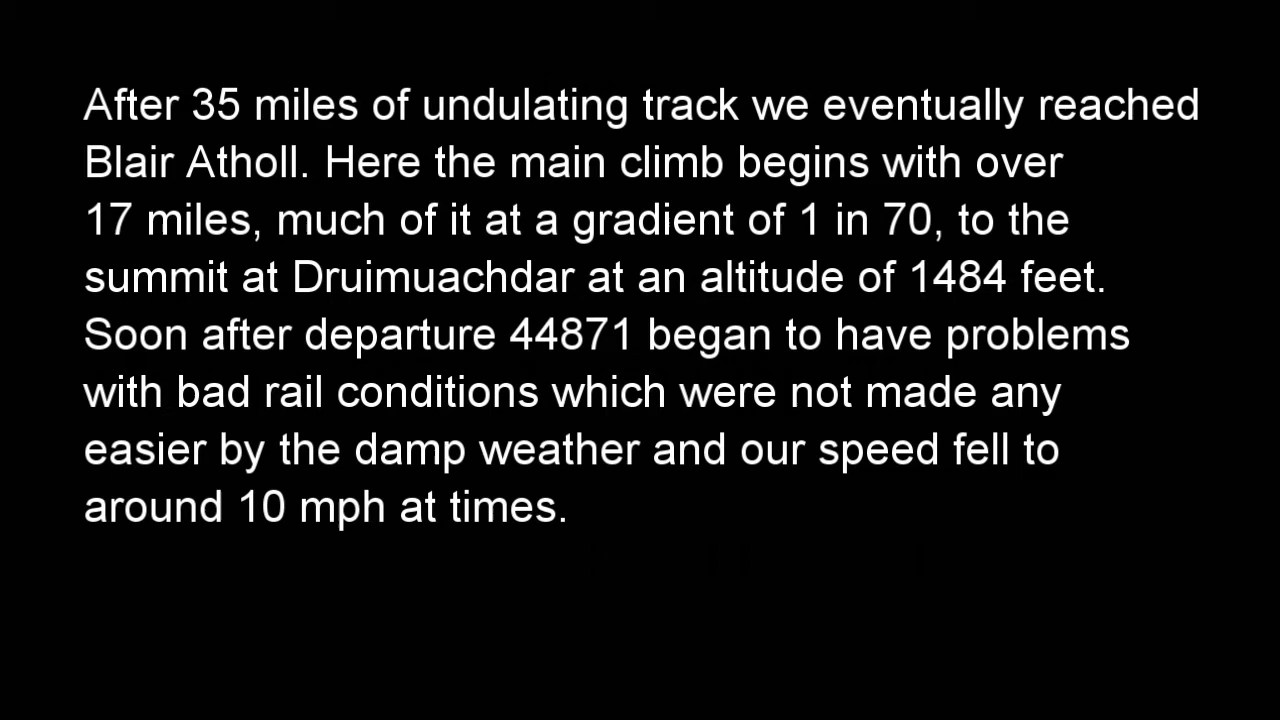 After 35 miles of undulating track we eventually reached
Blair Atholl. Here the main climb begins with over
17 miles, much of it at a gradient of 1 in 70, to the
summit at Druimuachdar at an altitude of 1484 feet.
Soon after departure 44871 began to have problems
with bad rail conditions which were not made any
easier by the damp weather and our speed fell to
around 10 mph at times.